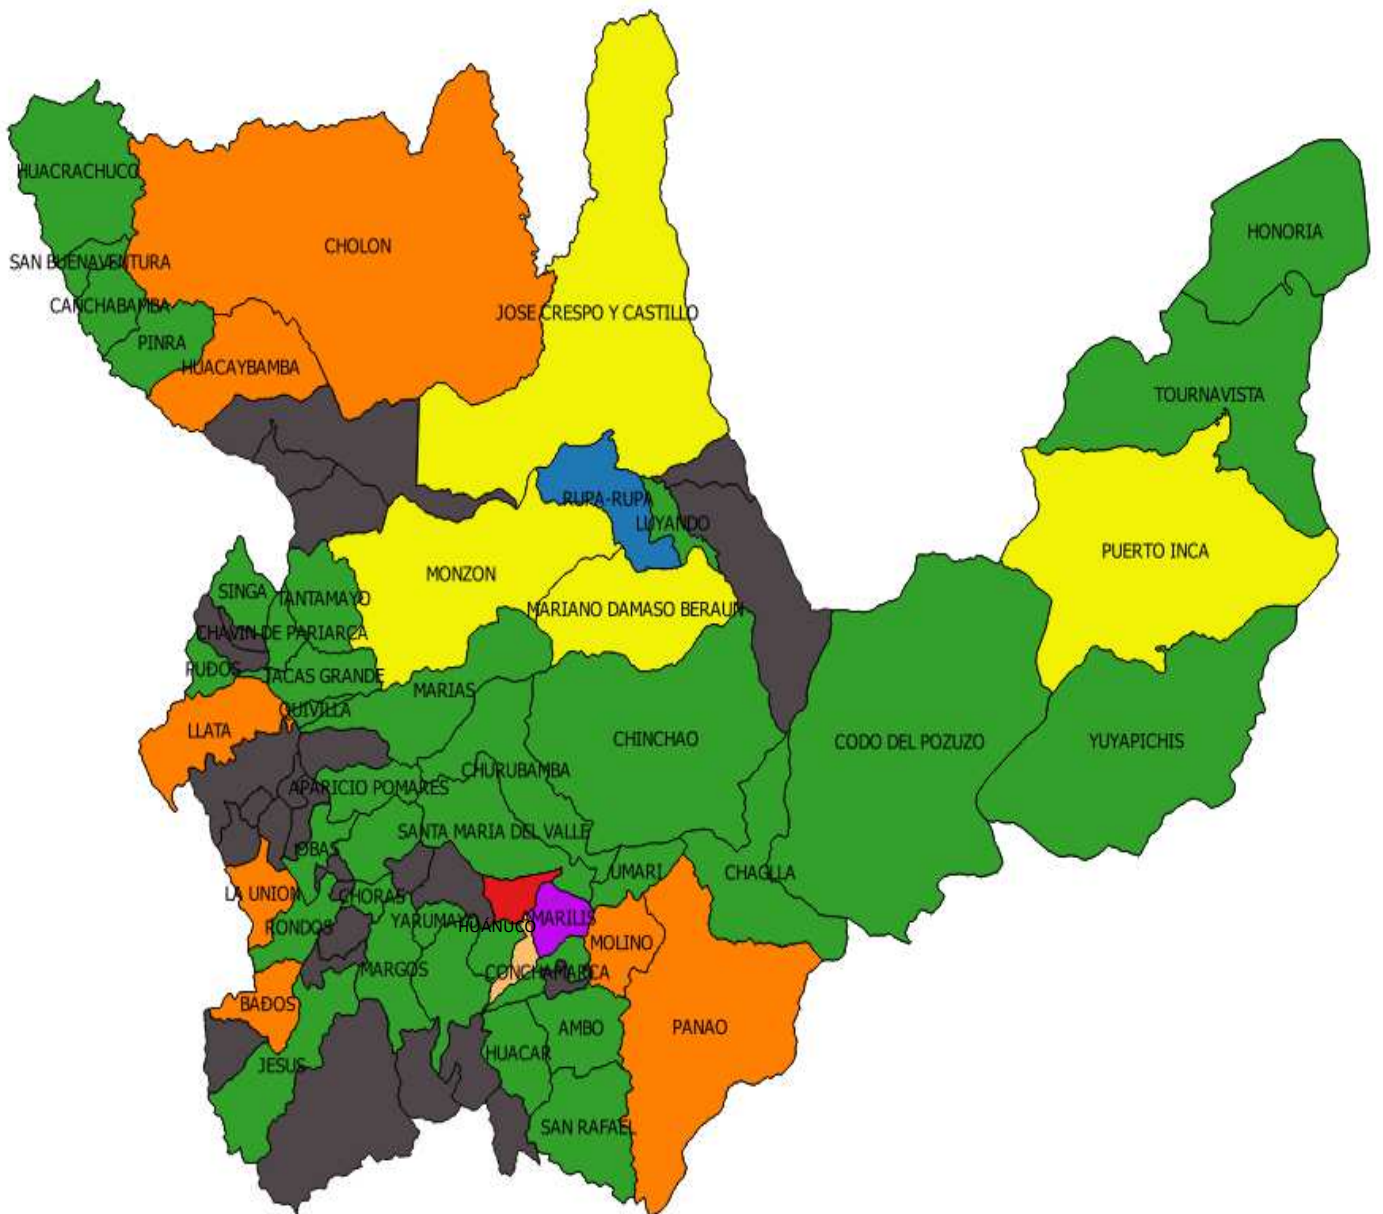 HUACRACHUCO
HONORIA
CHOLON
SAN BUENAVENTURA
CANCHABAMBA
JOSE CRESPO Y CASTILLO
PINRA
HUACAYBAMBA
TOURNAVISTA
RUPA-RUPA
LUYANDO
PUERTO INCA
MONZON
SINGA
TANTAMAYO
MARIANO DAMASO BERAUN
CHAVIN DE PARIARCA
PUÐOS
JACAS GRANDE
MARIAS
QUIVILLA
LLATA
CHINCHAO
CODO DEL POZUZO
YUYAPICHIS
CHURUBAMBA
APARICIO POMARES
SANTA MARIA DEL VALLE
OBAS
UMARI
CHAGLLA
LA UNION
CHORAS
YARUMAYO
AMARILIS
RONDOS
HUÁNUCO
MOLINO
MARGOS
CONCHAMARCA
BAÐOS
AMBO
PANAO
HUACAR
JESUS
SAN RAFAEL